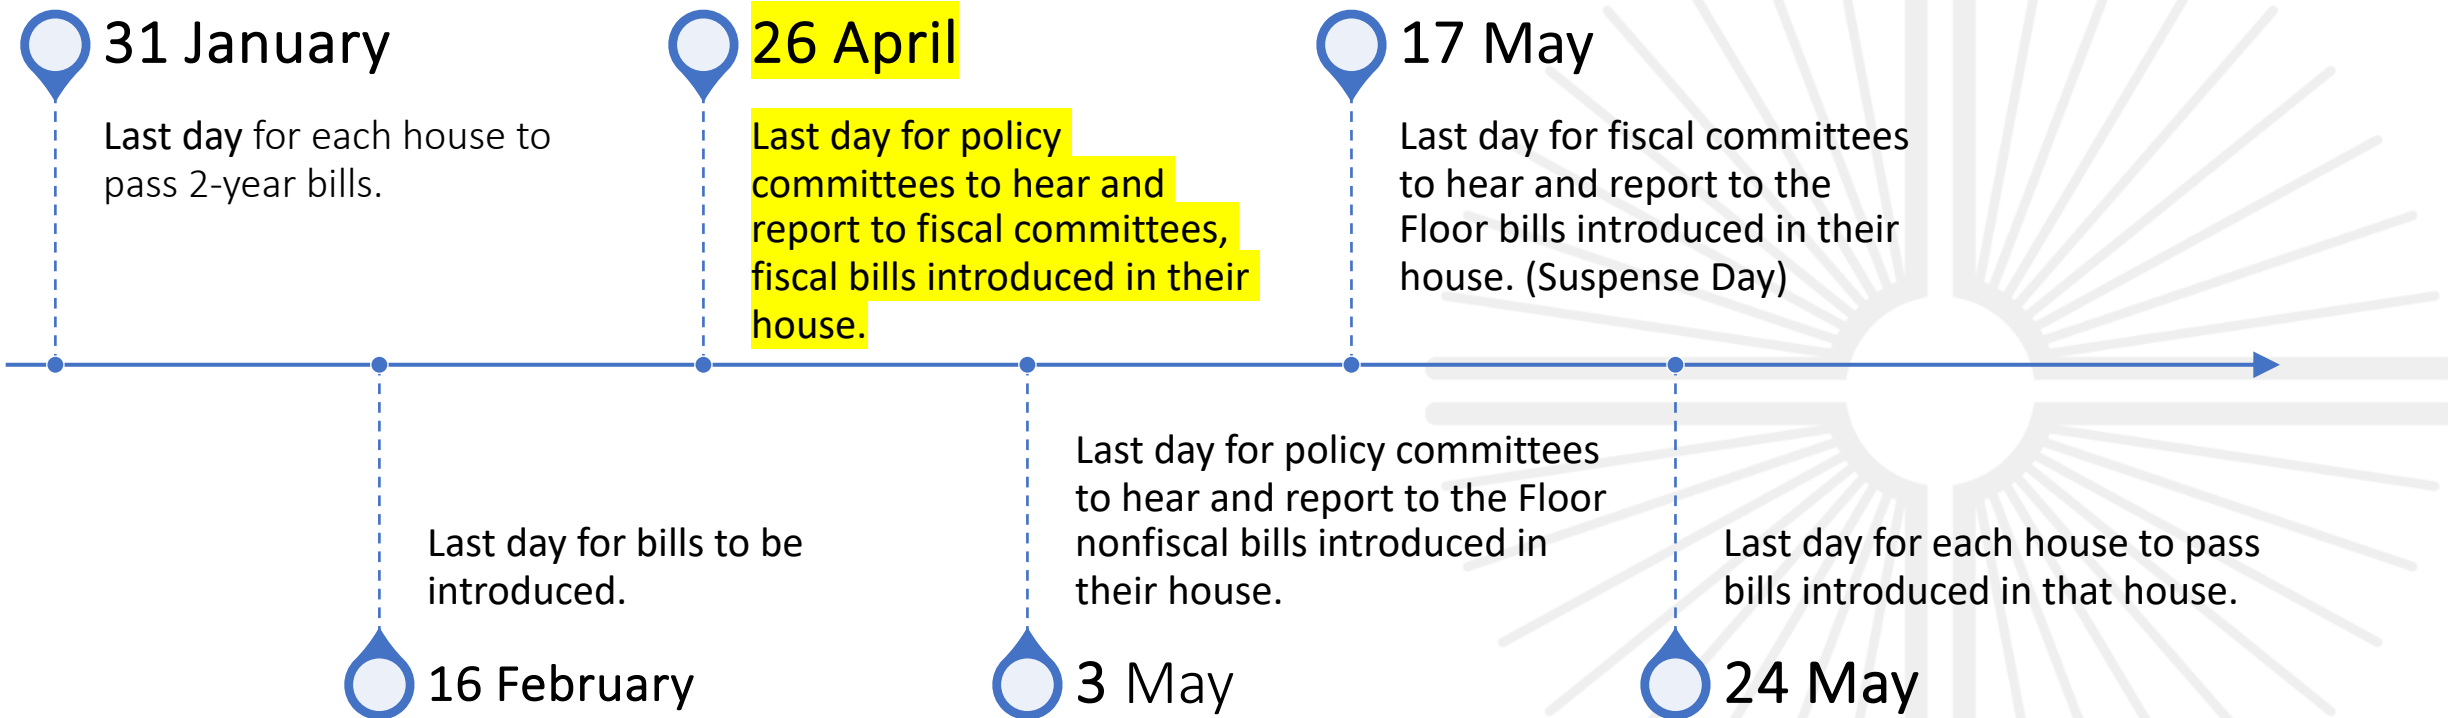 31 January
Last day for each house to
pass 2-year bills.
16 February
Last day for bills to be
introduced.
26 April
Last day for policy
committees to hear and
report to fiscal committees,
fiscal bills introduced in their
house.
3 May
Last day for policy committees
to hear and report to the Floor
nonfiscal bills introduced in
their house.
17 May
Last day for fiscal committees
to hear and report to the
Floor bills introduced in their
house. (Suspense Day)
24 May
Last day for each house to pass
bills introduced in that house.